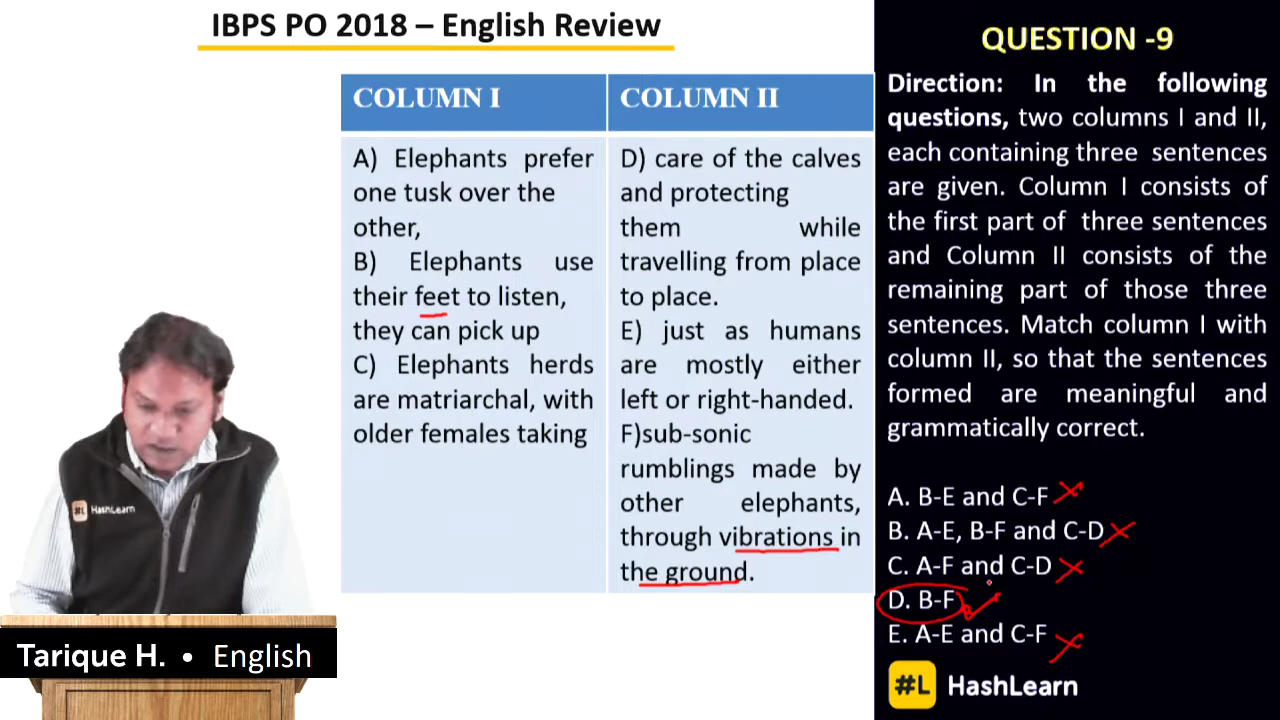 IBPS PO 2018 – English Review
COLUMN I
A) Elephants prefer
one tusk over the
other,
B) Elephants use
their feet to listen,
they can pick up
C) Elephants herds
are matriarchal, with
older females taking
COLUMN II
D) care of the calves
and protecting
them while
travelling from place
to place.
E) just as humans
are mostly either
left or right-handed.
F)sub-sonic
rumblings made by
other elephants,
through vibrations in
the ground.
QUESTION -9
Direction: In the following
questions, two columns I and II,
each containing three sentences
are given. Column I consists of
the first part of three sentences
and Column II consists of the
remaining part of those three
sentences. Match column I with
column II, so that the sentences
formed are meaningful and
grammatically correct.
A. B-E and C-F
B. A-E, B-F and C-D
C. A-F and C-D
D. B-F
E. A-E and C-F
#L HashLearn
#L HashLearn
Tarique H. • English